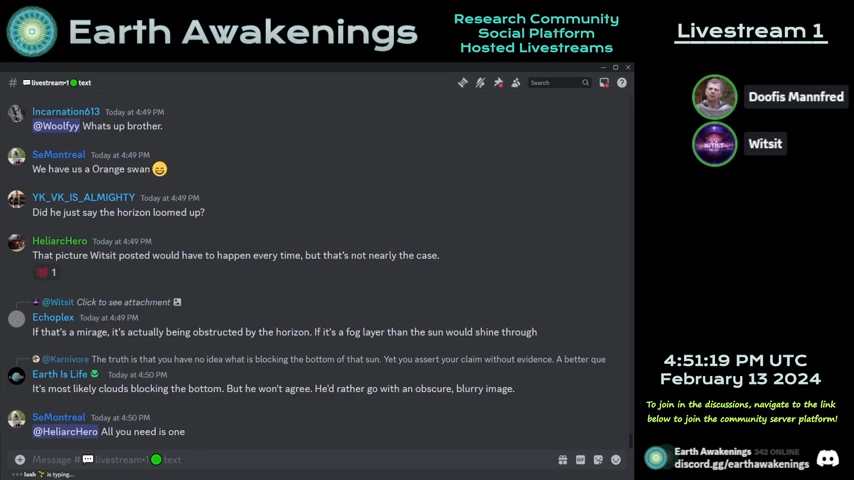 Earth Awakenings
Research Community
Social Platform
Hosted Livestreams
Livestream 1
# livestream•1 text
Search
Incarnation613 Today at 4:49 PM
@Woolfyy Whats up brother.
SeMontreal Today at 4:49 PM
We have us a Orange swan 😄
YK_VK_IS_ALMIGHTY Today at 4:49 PM
Did he just say the horizon loomed up?
HeliarcHero Today at 4:49 PM
That picture Witsit posted would have to happen every time, but that's not nearly the case.
1
@Witsit Click to see attachment
Echoplex Today at 4:49 PM
If that's a mirage, it's actually being obstructed by the horizon. If it's a fog layer than the sun would shine through
@Karnivore The truth is that you have no idea what is blocking the bottom of that sun. Yet you assert your claim without evidence. A better que
Earth Is Life Today at 4:50 PM
It's most likely clouds blocking the bottom. But he won't agree. He'd rather go with an obscure, blurry image.
SeMontreal Today at 4:50 PM
@HeliarcHero All you need is one
Message # livestream•1 text
GIF
is typing...
Doofis Mannfred
Witsit
4:51:19 PM UTC
February 13 2024
To join in the discussions, navigate to the link
below to join the community server platform!
Earth Awakenings 342 ONLINE
discord.gg/earthawakenings